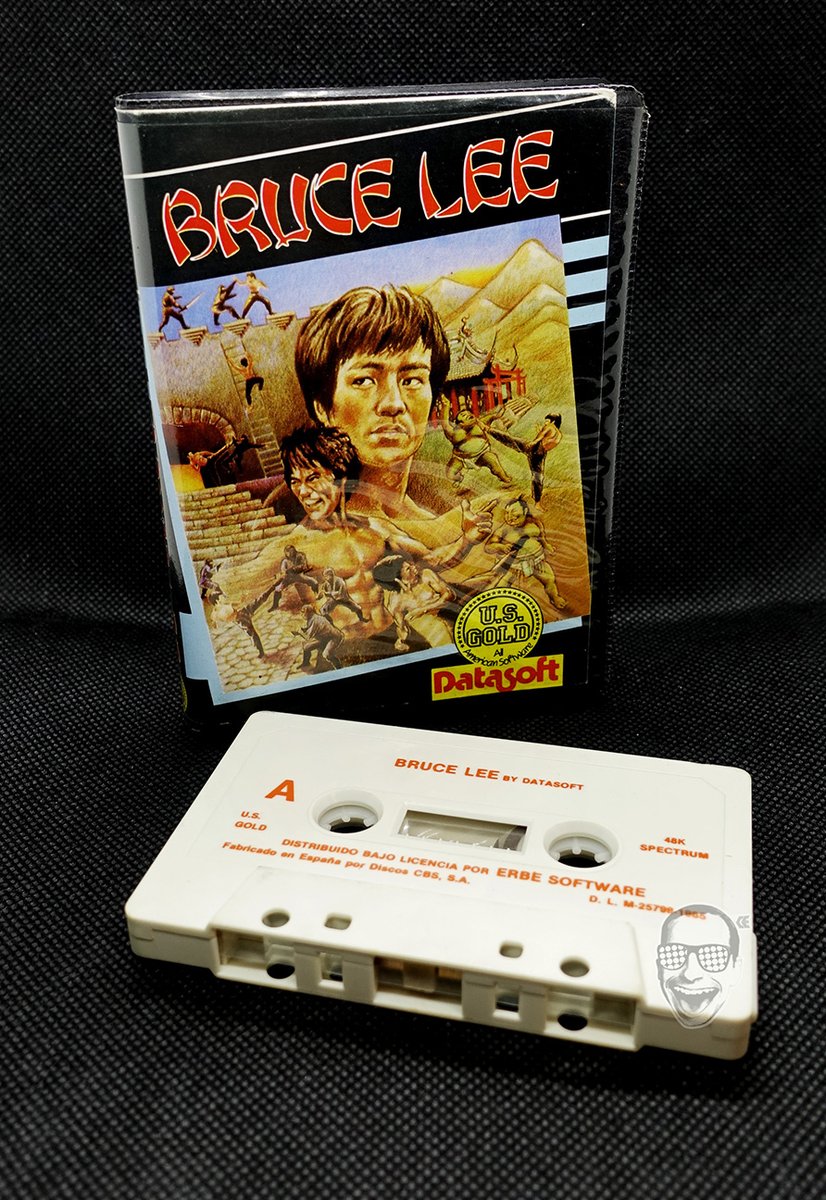 BRUCE LEE
U.S.
GOLD
All
American Software
Datasoft
BRUCE LEE BY DATASOFT
A
U.S.
GOLD
48K
SPECTRUM
DISTRIBUIDO BAJO LICENCIA POR ERBE SOFTWARE
Fabricado en España por Discos CBS, S.A.
D. L. M-25798-1985